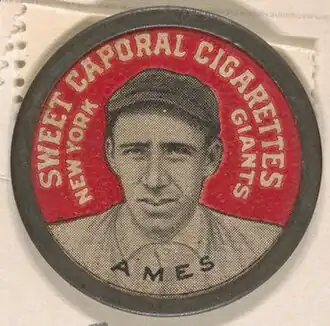 SWEET CAPORAL CIGARETTES
NEW YORK
GIANTS
AMES